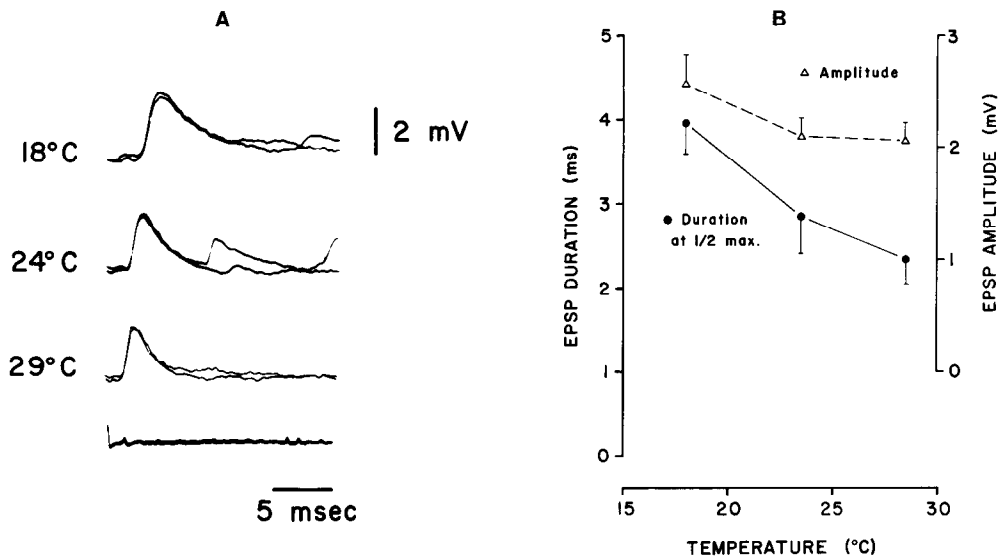 A
18°C
2 mV
24°C
29°C
5 msec
B
5
4
3
2
1
0
EPSP DURATION (ms)
△ Amplitude
● Duration
at 1/2 max.
3
2
1
0
EPSP AMPLITUDE (mV)
15
20
25
30
TEMPERATURE (°C)